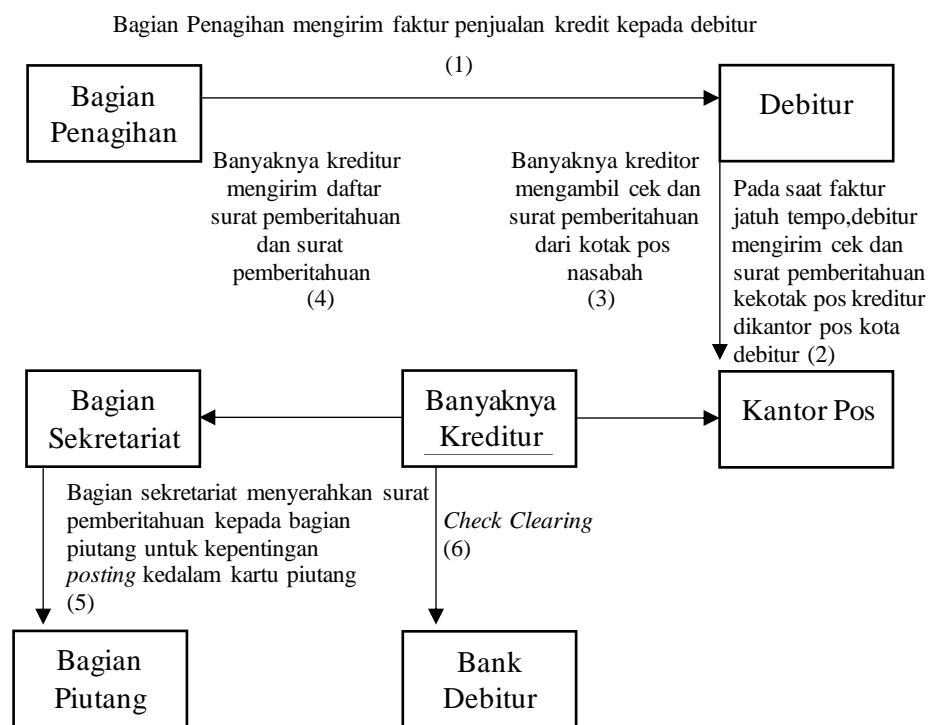 Bagian Penagihan mengirim faktur penjualan kredit kepada debitur
(1)
Bagian
Penagihan
Debitur
Banyaknya kreditur
mengirim daftar
surat pemberitahuan
dan surat
pemberitahuan
(4)
Banyaknya kreditor
mengambil cek dan
surat pemberitahuan
dari kotak pos
nasabah
(3)
Pada saat faktur
jatuh tempo,debitur
mengirim cek dan
surat pemberitahuan
kekotak pos kreditur
dikantor pos kota
debitur (2)
Bagian
Sekretariat
Banyaknya
Kreditur
Kantor Pos
Bagian sekretariat menyerahkan surat
pemberitahuan kepada bagian
piutang untuk kepentingan
posting kedalam kartu piutang
(5)
Check Clearing
(6)
Bagian
Piutang
Bank
Debitur